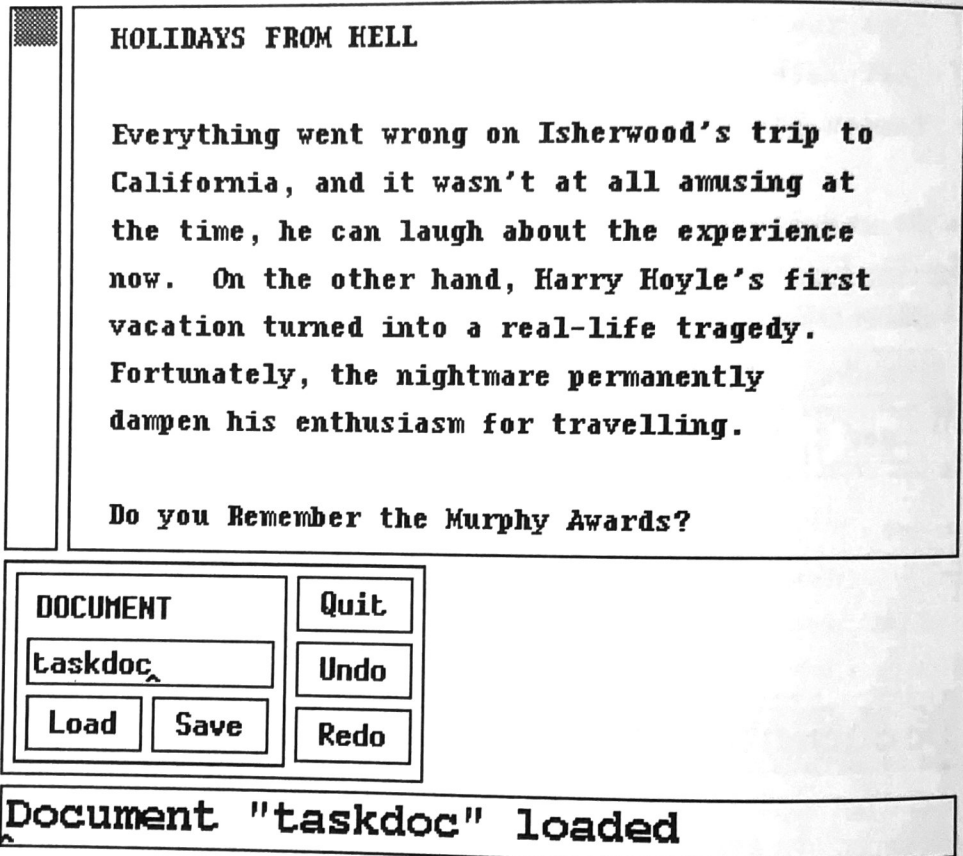 HOLIDAYS FROM HELL
Everything went wrong on Isherwood's trip to
California, and it wasn't at all amusing at
the time, he can laugh about the experience
now.  On the other hand, Harry Hoyle's first
vacation turned into a real-life tragedy.
Fortunately, the nightmare permanently
dampen his enthusiasm for travelling.
Do you Remember the Murphy Awards?
DOCUMENT
taskdoc
Load
Save
Quit
Undo
Redo
Document "taskdoc" loaded